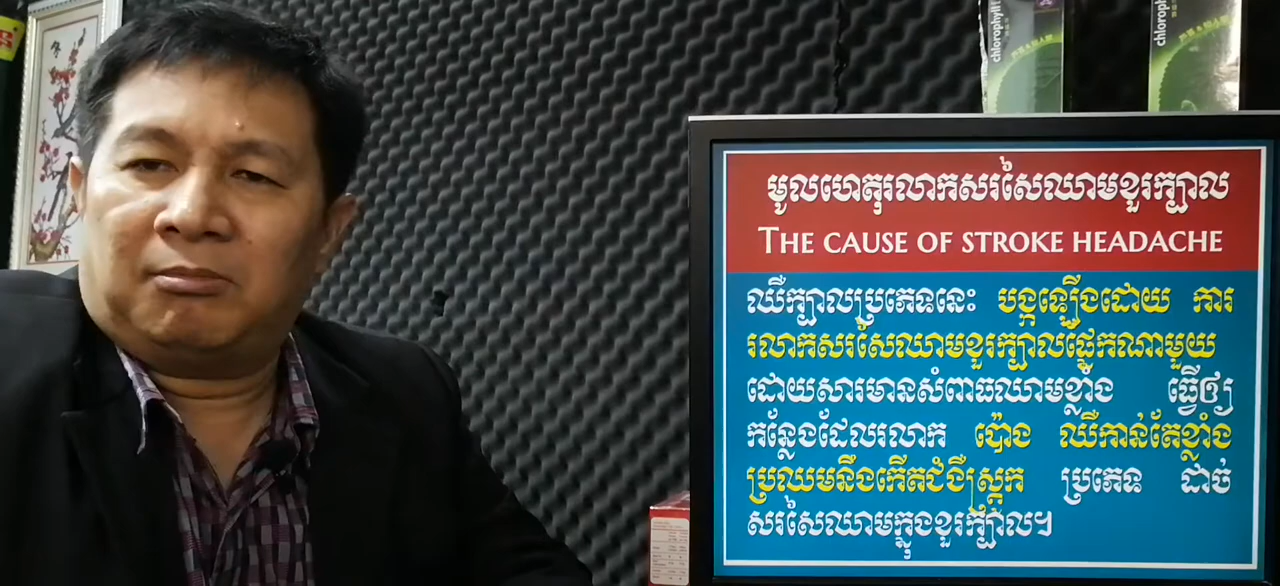 chlorophyll
chlorophyll
មូលហេតុរលាកសរសៃឈាមខួរក្បាល
THE CAUSE OF STROKE HEADACHE
ឈឺក្បាលប្រភេទនេះ បង្កឡើងដោយ ការ
រលាកសរសៃឈាមខួរក្បាលផ្នែកណាមួយ
ដោយសារមានសំពាធឈាមខ្លាំង ធ្វើឲ្យ
កន្លែងដែលរលាក ប៉ោង ឈឺកាន់តែខ្លាំង
ប្រឈមនឹងកើតជំងឺស្ត្រូក ប្រភេទ ដាច់
សរសៃឈាមក្នុងខួរក្បាល។